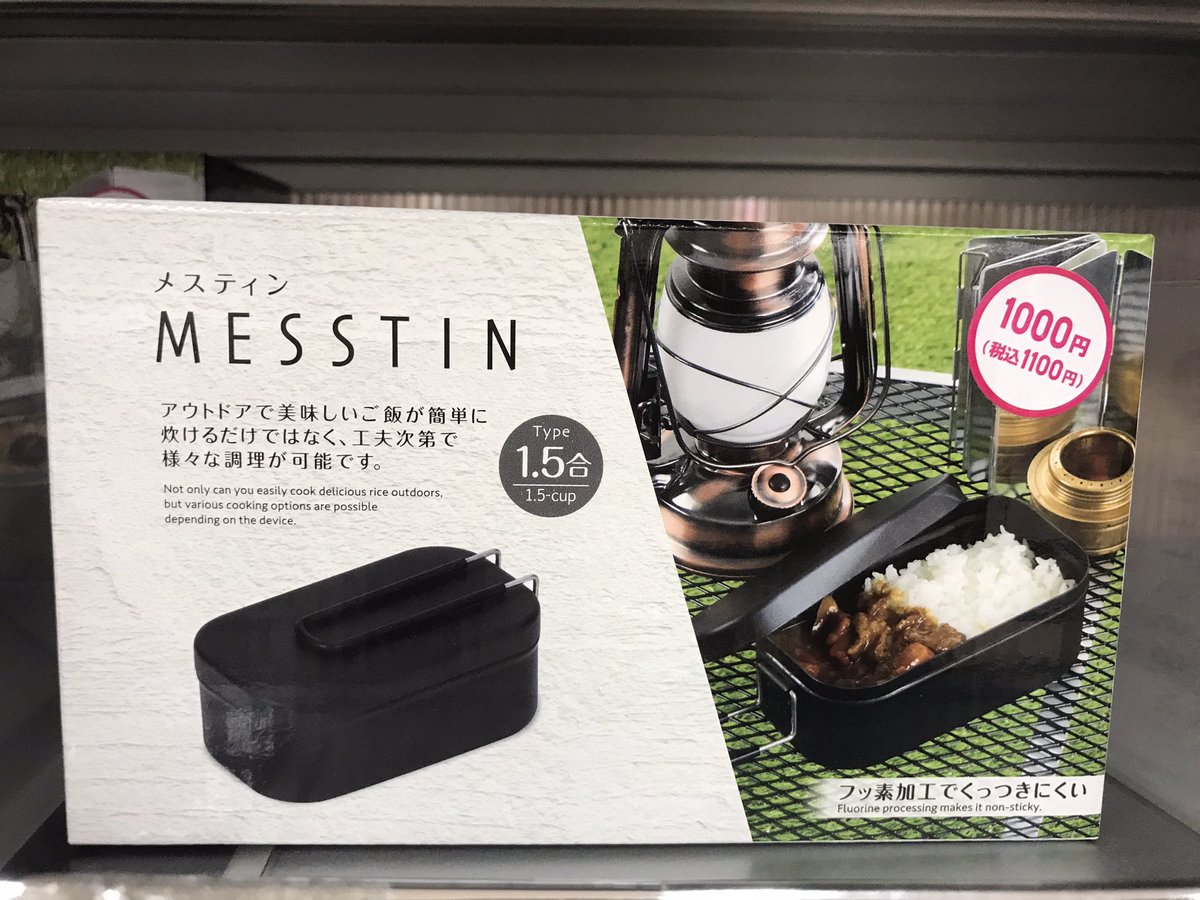 メスティン
MESSTIN
アウトドアで美味しいご飯が簡単に
炊けるだけではなく、工夫次第で
様々な調理が可能です。
Not only can you easily cook delicious rice outdoors,
but various cooking options are possible
depending on the device.
Type
1.5合
1.5-cup
1000円
(税込1100円)
フッ素加工でくっつきにくい
Fluorine processing makes it non-sticky.